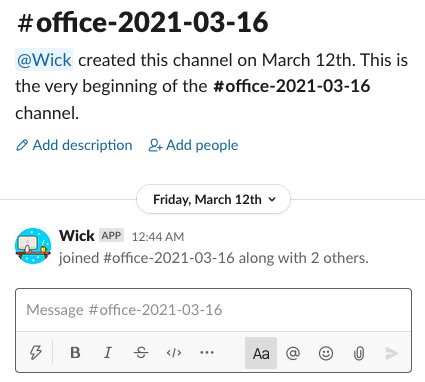 #office-2021-03-16
@Wick created this channel on March 12th. This is
the very beginning of the #office-2021-03-16
channel.
Add description Add people
Friday, March 12th
Wick APP 12:44 AM
joined #office-2021-03-16 along with 2 others.
Message #office-2021-03-16
B I S </> ... Aa @